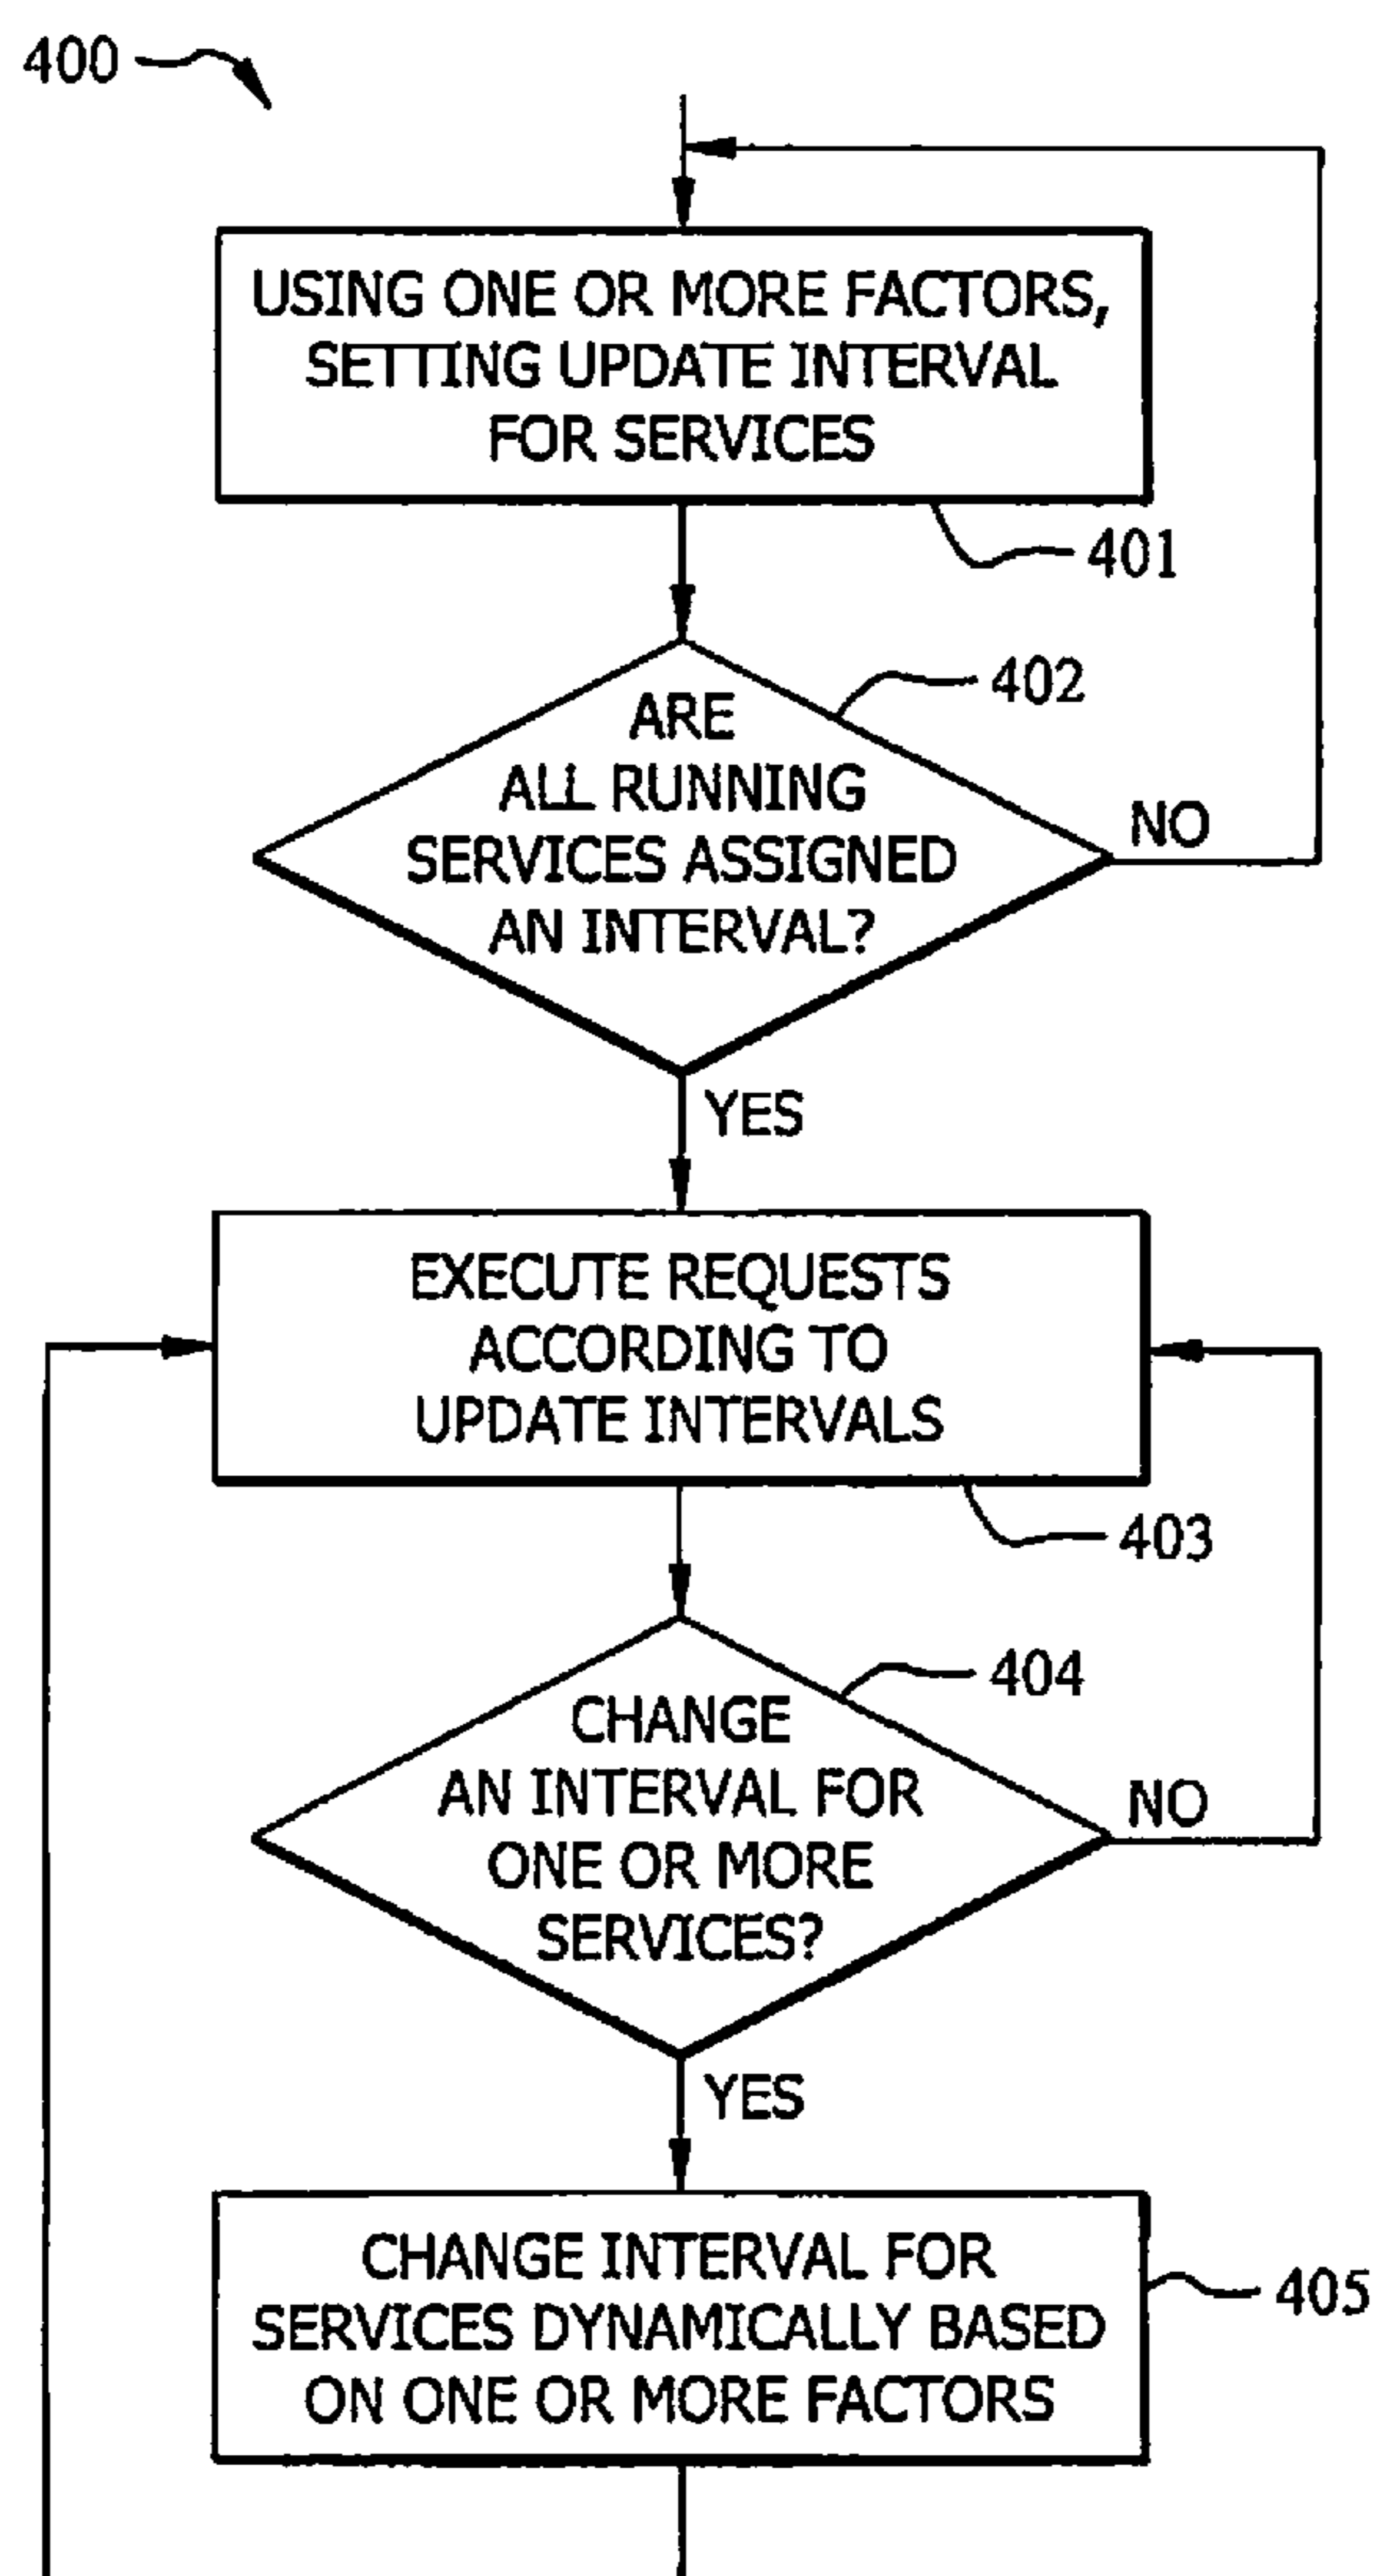 400
USING ONE OR MORE FACTORS,
SETTING UPDATE INTERVAL
FOR SERVICES
401
402
ARE
ALL RUNNING
SERVICES ASSIGNED
AN INTERVAL?
NO
YES
EXECUTE REQUESTS
ACCORDING TO
UPDATE INTERVALS
403
404
CHANGE
AN INTERVAL FOR
ONE OR MORE
SERVICES?
NO
YES
CHANGE INTERVAL FOR
SERVICES DYNAMICALLY BASED
ON ONE OR MORE FACTORS
405